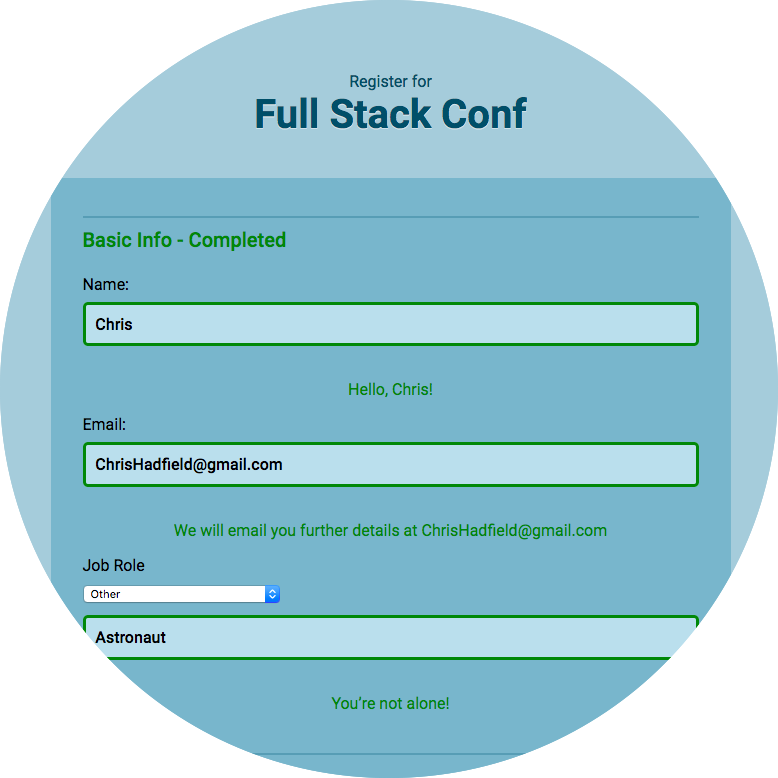 Register for
Full Stack Conf
Basic Info - Completed
Name:
Chris
Hello, Chris!
Email:
ChrisHadfield@gmail.com
We will email you further details at ChrisHadfield@gmail.com
Job Role
Other
Astronaut
You’re not alone!